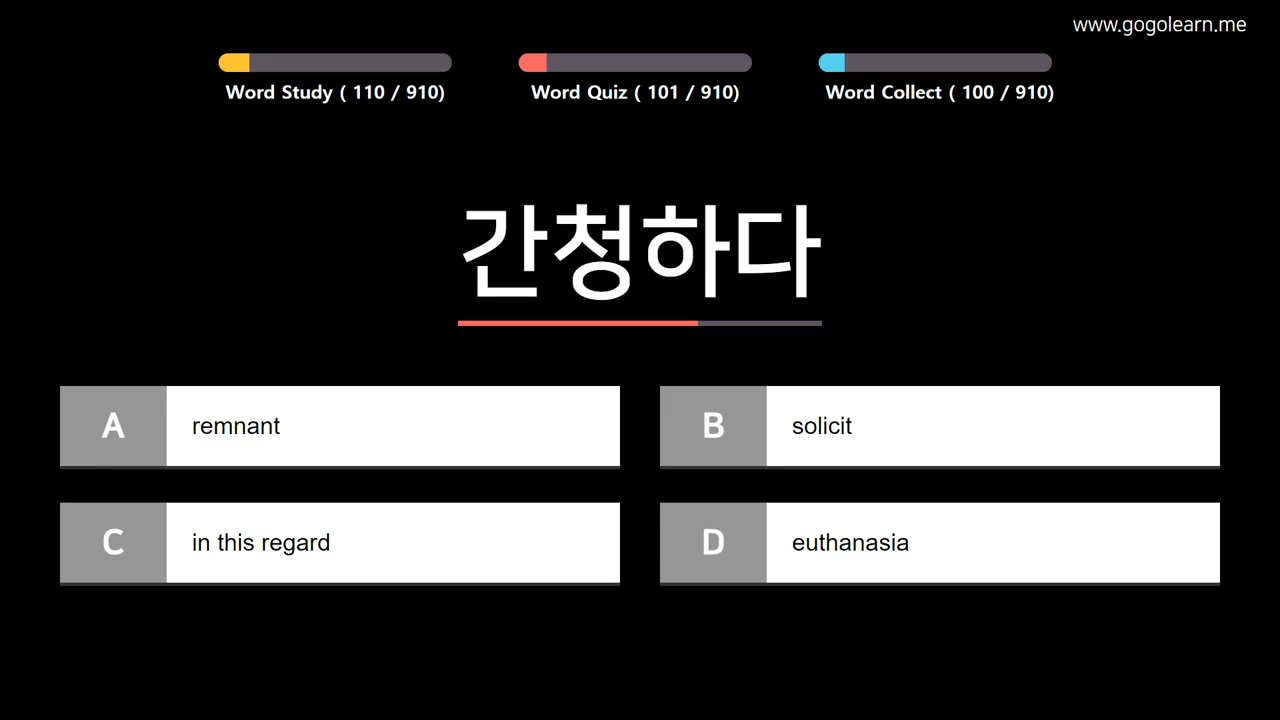 www.gogolearn.me
Word Study ( 110 / 910)
Word Quiz ( 101 / 910)
Word Collect ( 100 / 910)
간청하다
A remnant
B solicit
C in this regard
D euthanasia